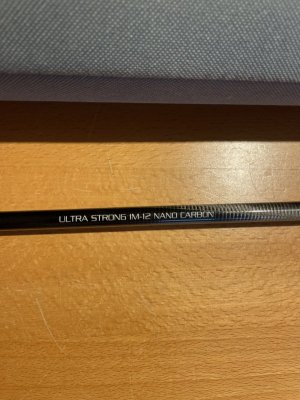 ULTRA STRONG IM-12 NANO CARBON